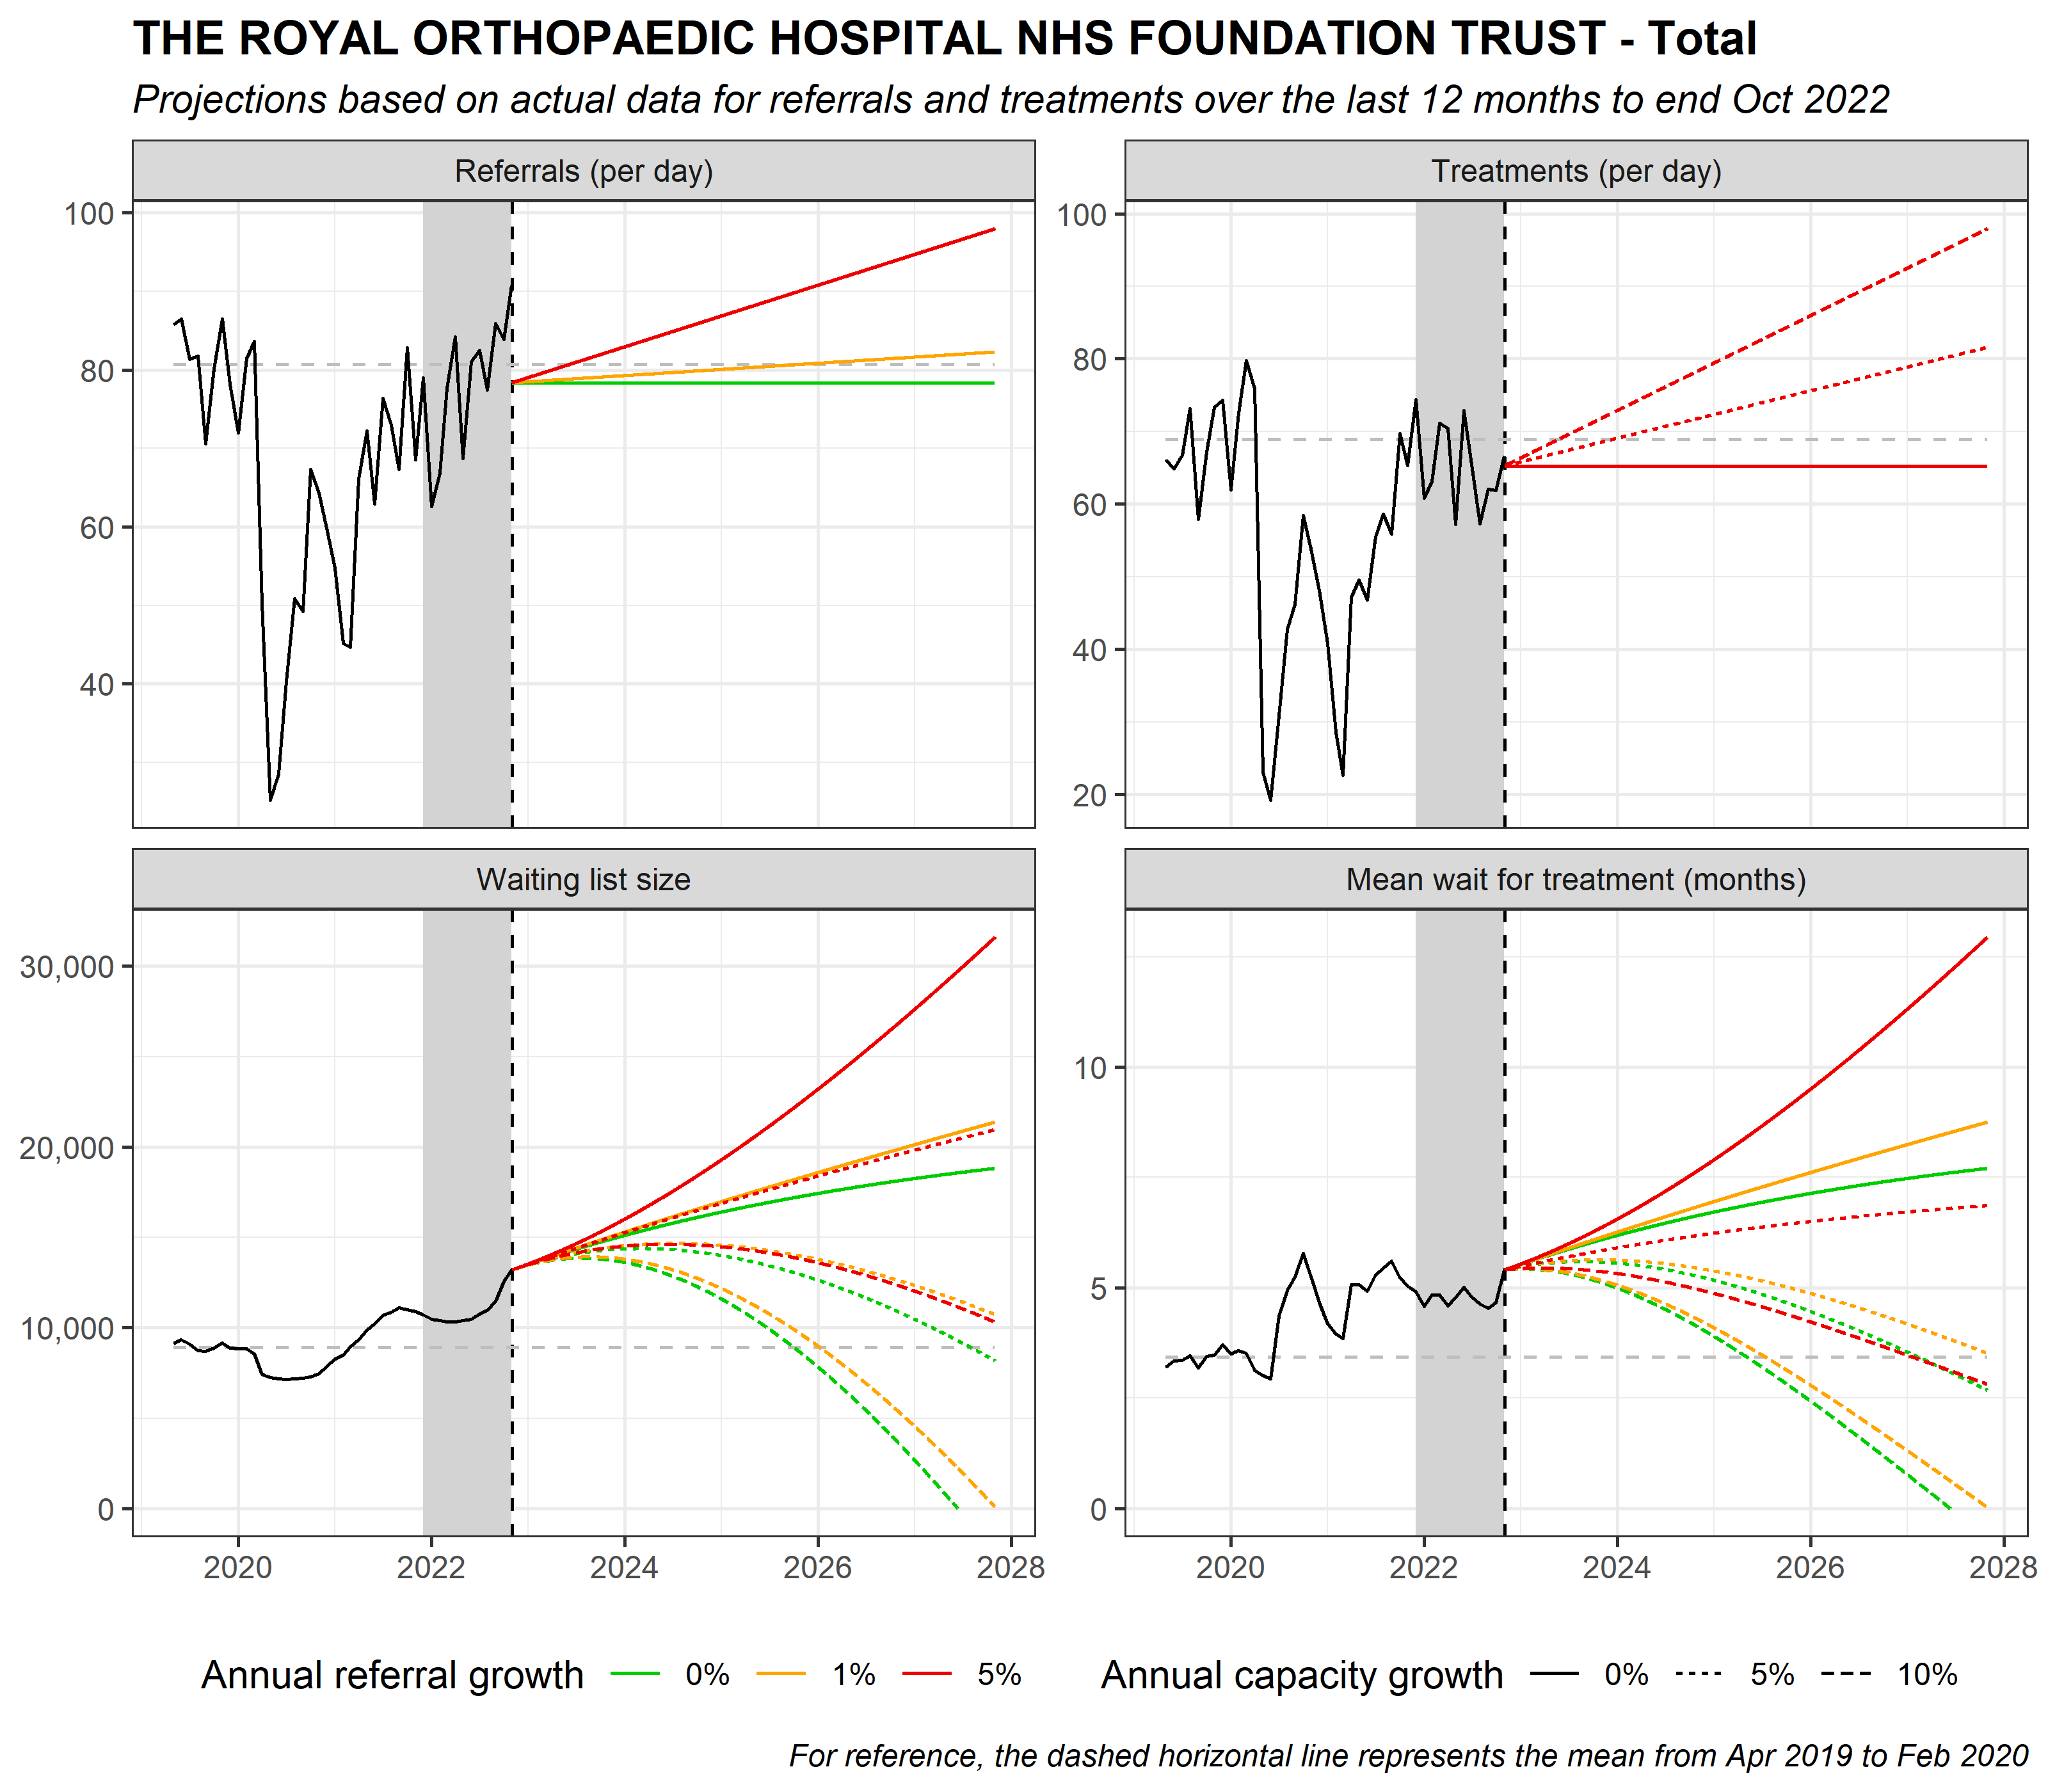 THE ROYAL ORTHOPAEDIC HOSPITAL NHS FOUNDATION TRUST - Total
Projections based on actual data for referrals and treatments over the last 12 months to end Oct 2022
Referrals (per day)
100
80
60
40
Treatments (per day)
100
80
60
40
20
Waiting list size
30,000
20,000
10,000
0
2020 2022 2024 2026 2028
Mean wait for treatment (months)
10
5
0
2020 2022 2024 2026 2028
Annual referral growth 0% 1% 5%
Annual capacity growth 0% 5% 10%
For reference, the dashed horizontal line represents the mean from Apr 2019 to Feb 2020